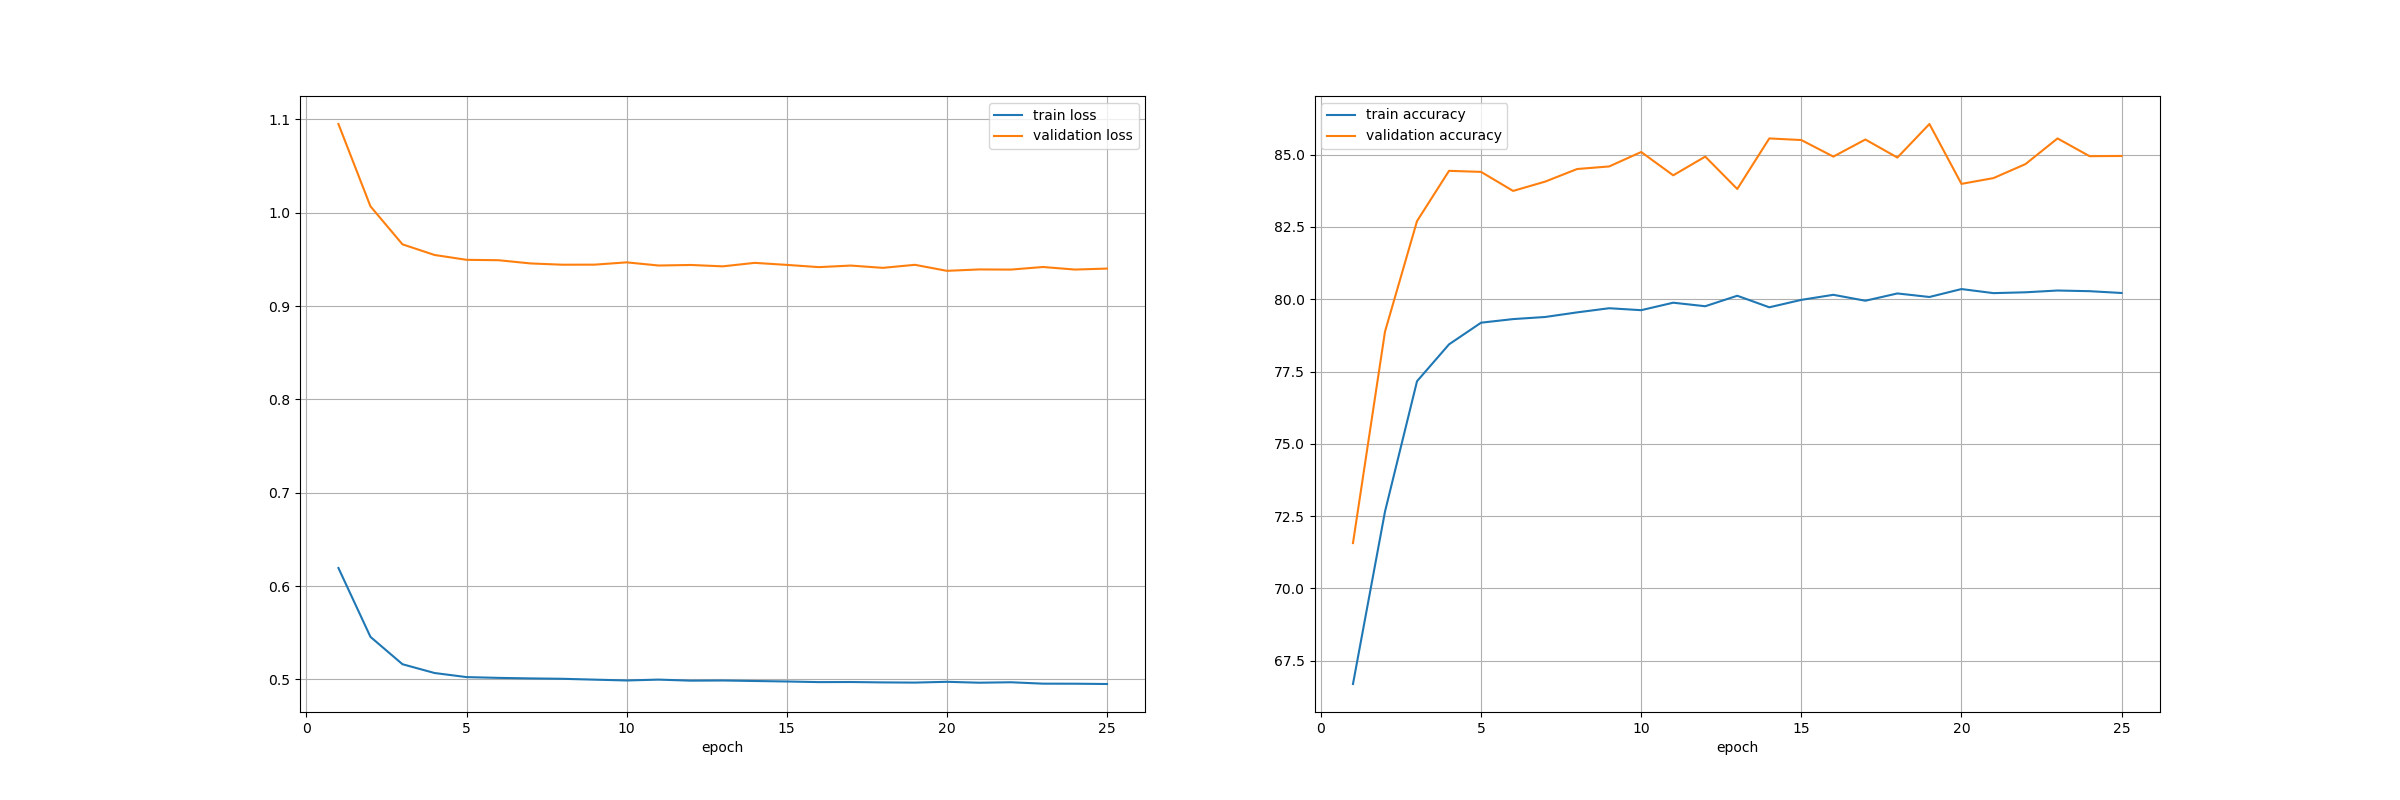 train loss
validation loss
1.1
1.0
0.9
0.8
0.7
0.6
0.5
0 5 10 15 20 25
epoch
train accuracy
validation accuracy
85.0
82.5
80.0
77.5
75.0
72.5
70.0
67.5
0 5 10 15 20 25
epoch